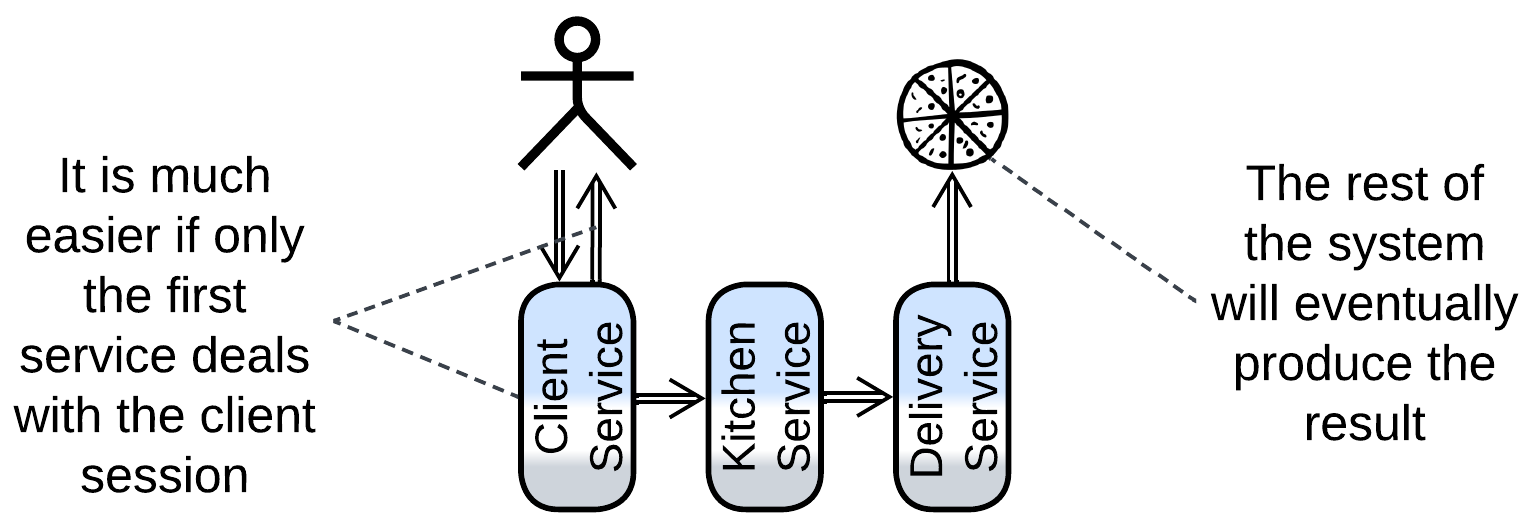 It is much
easier if only
the first
service deals
with the client
session
Client
Service
Kitchen
Service
Delivery
Service
The rest of
the system
will eventually
produce the
result